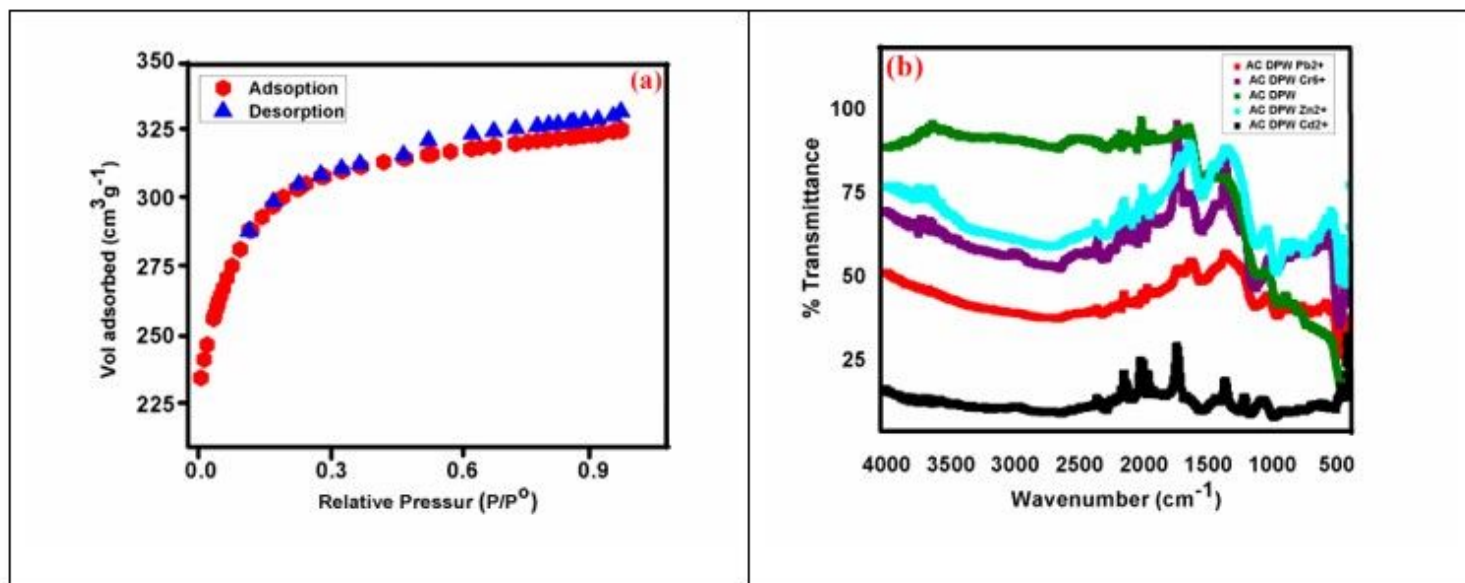 350
325
300
275
250
225
Vol adsorbed (cm3g-1)
Adsoption
Desorption
(a)
0.0 0.3 0.6 0.9
Relative Pressur (P/Po)
(b)
AC DPW Pb2+
AC DPW Cr6+
AC DPW
AC DPW Zn2+
AC DPW Cd2+
100
75
50
25
% Transmittance
4000 3500 3000 2500 2000 1500 1000 500
Wavenumber (cm-1)